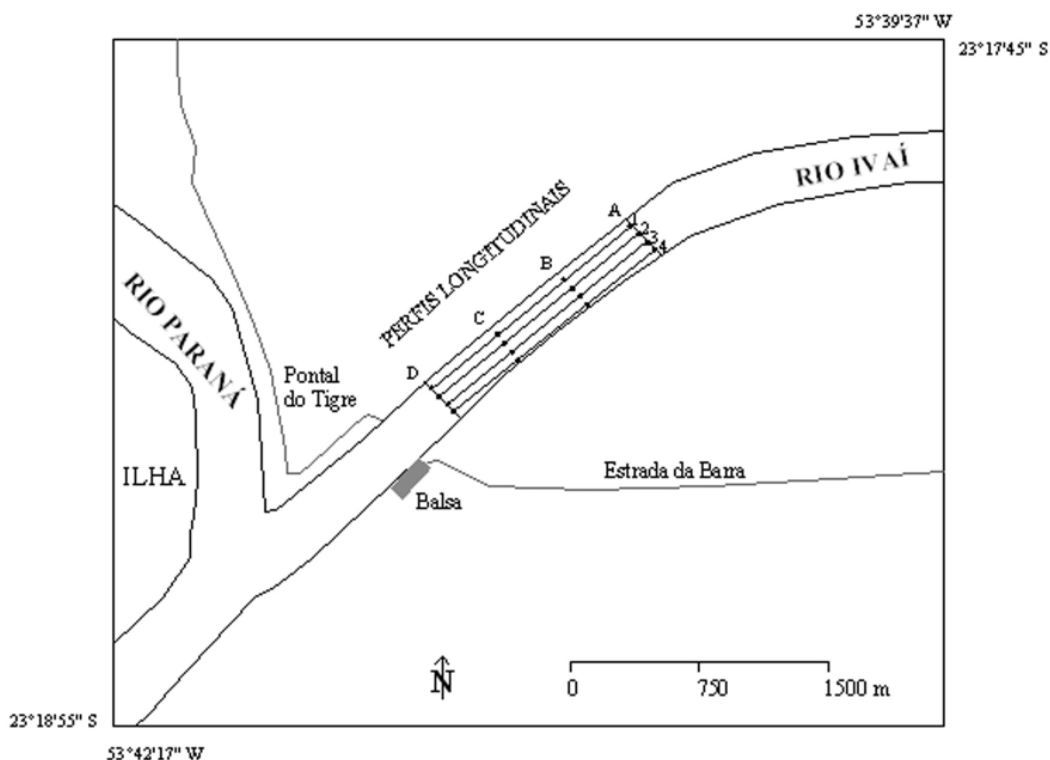 53°39'37" W
23°17'45" S
RIO IVAÍ
PERFIS LONGITUDINAIS
A
1
2
3
4
B
C
D
RIO PARANÁ
Pontal
do Tigre
ILHA
Estrada da Barra
Balsa
N
0
750
1500 m
23°18'55" S
53°42'17" W